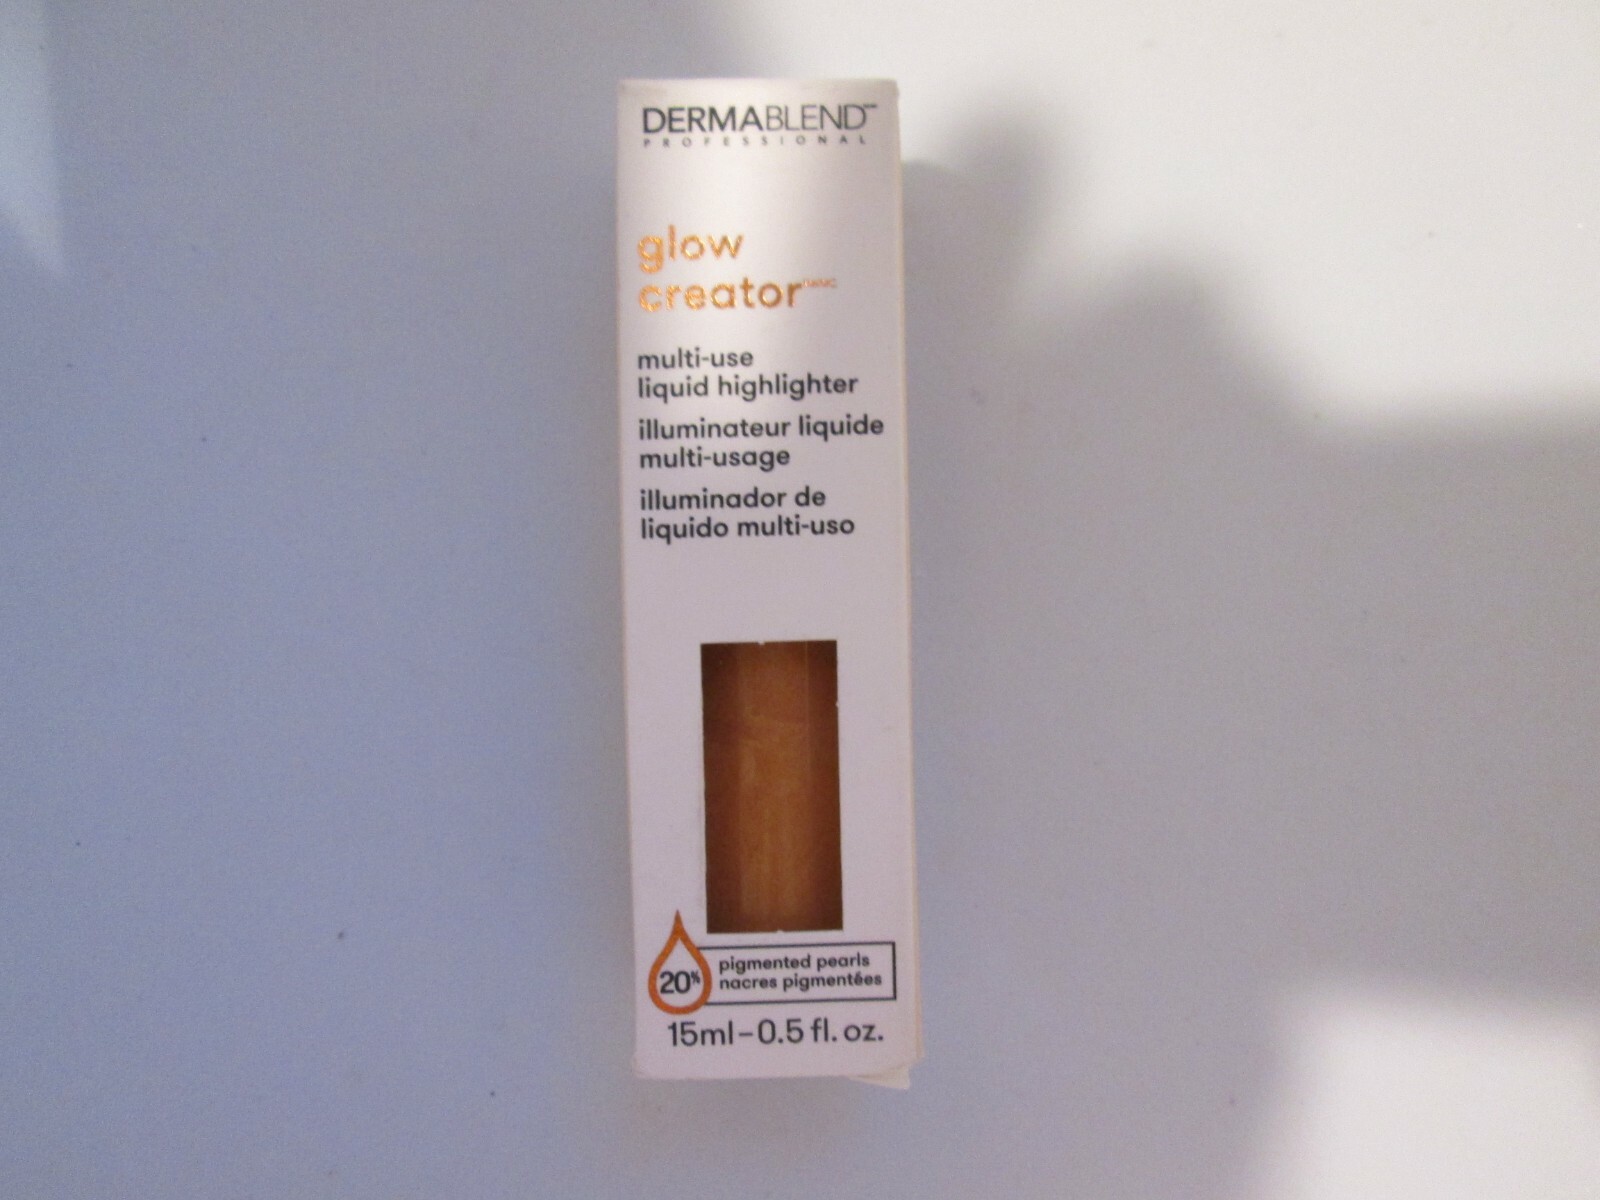 DERMABLEND
PROFESSIONAL
glow
creator
multi-use
liquid highlighter
illuminateur liquide
multi-usage
illuminador de
liquido multi-uso
20%
pigmented pearls
nacres pigmentées
15ml-0.5 fl. oz.